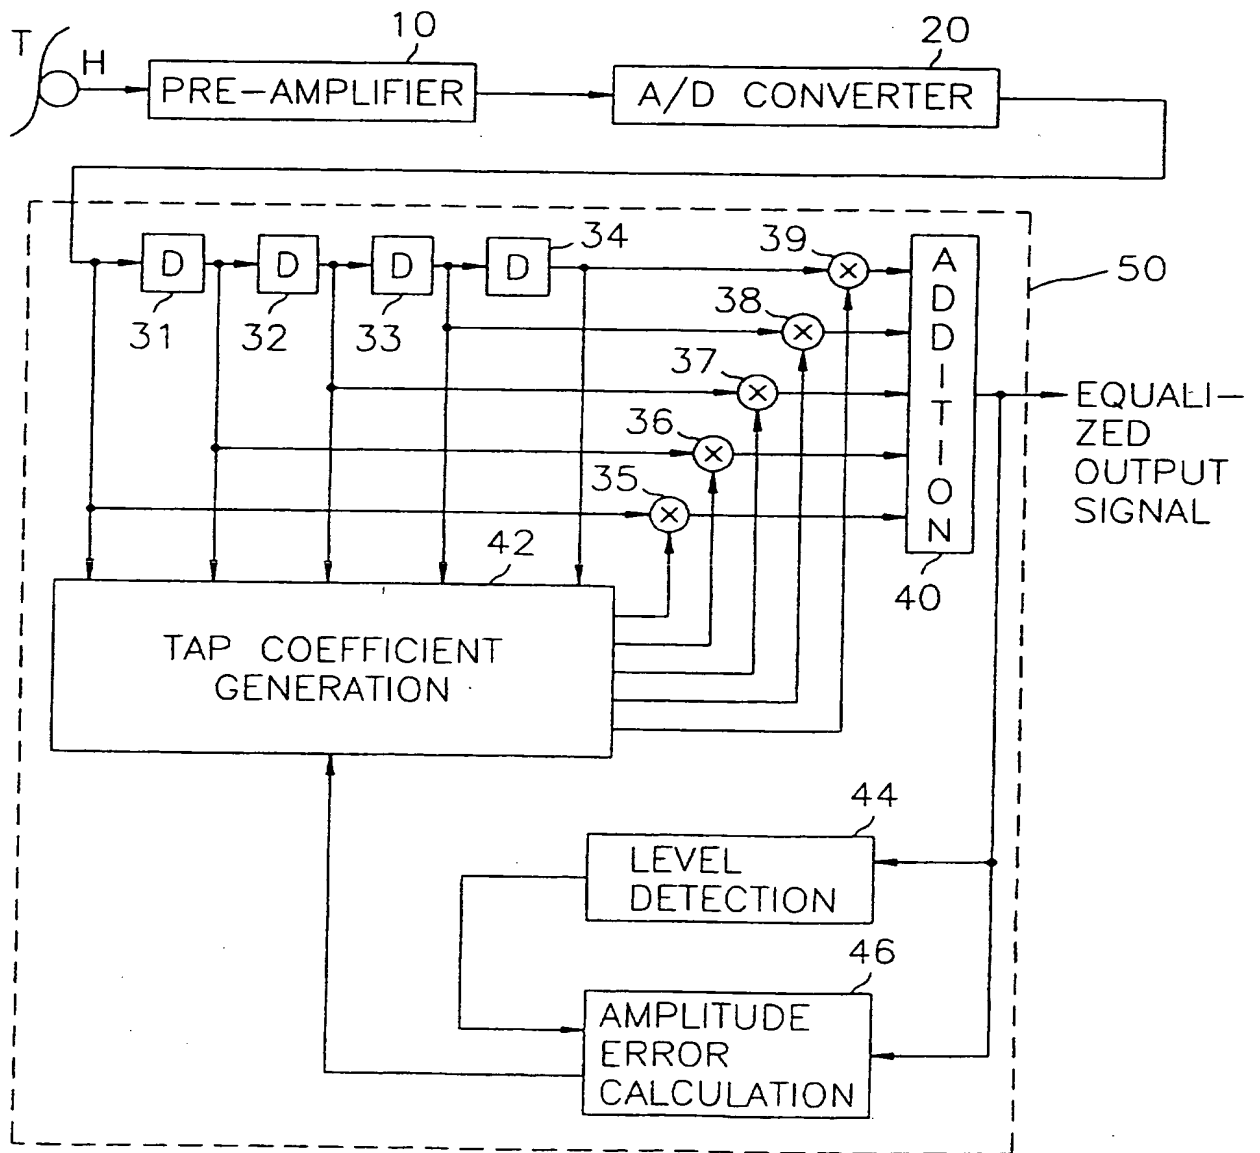 10
20
T
H
PRE-AMPLIFIER
A/D CONVERTER
D
D
D
D
34
39
31
32
33
38
37
36
35
50
ADDITION
40
EQUALI-
ZED
OUTPUT
SIGNAL
42
TAP COEFFICIENT
GENERATION
44
LEVEL
DETECTION
46
AMPLITUDE
ERROR
CALCULATION